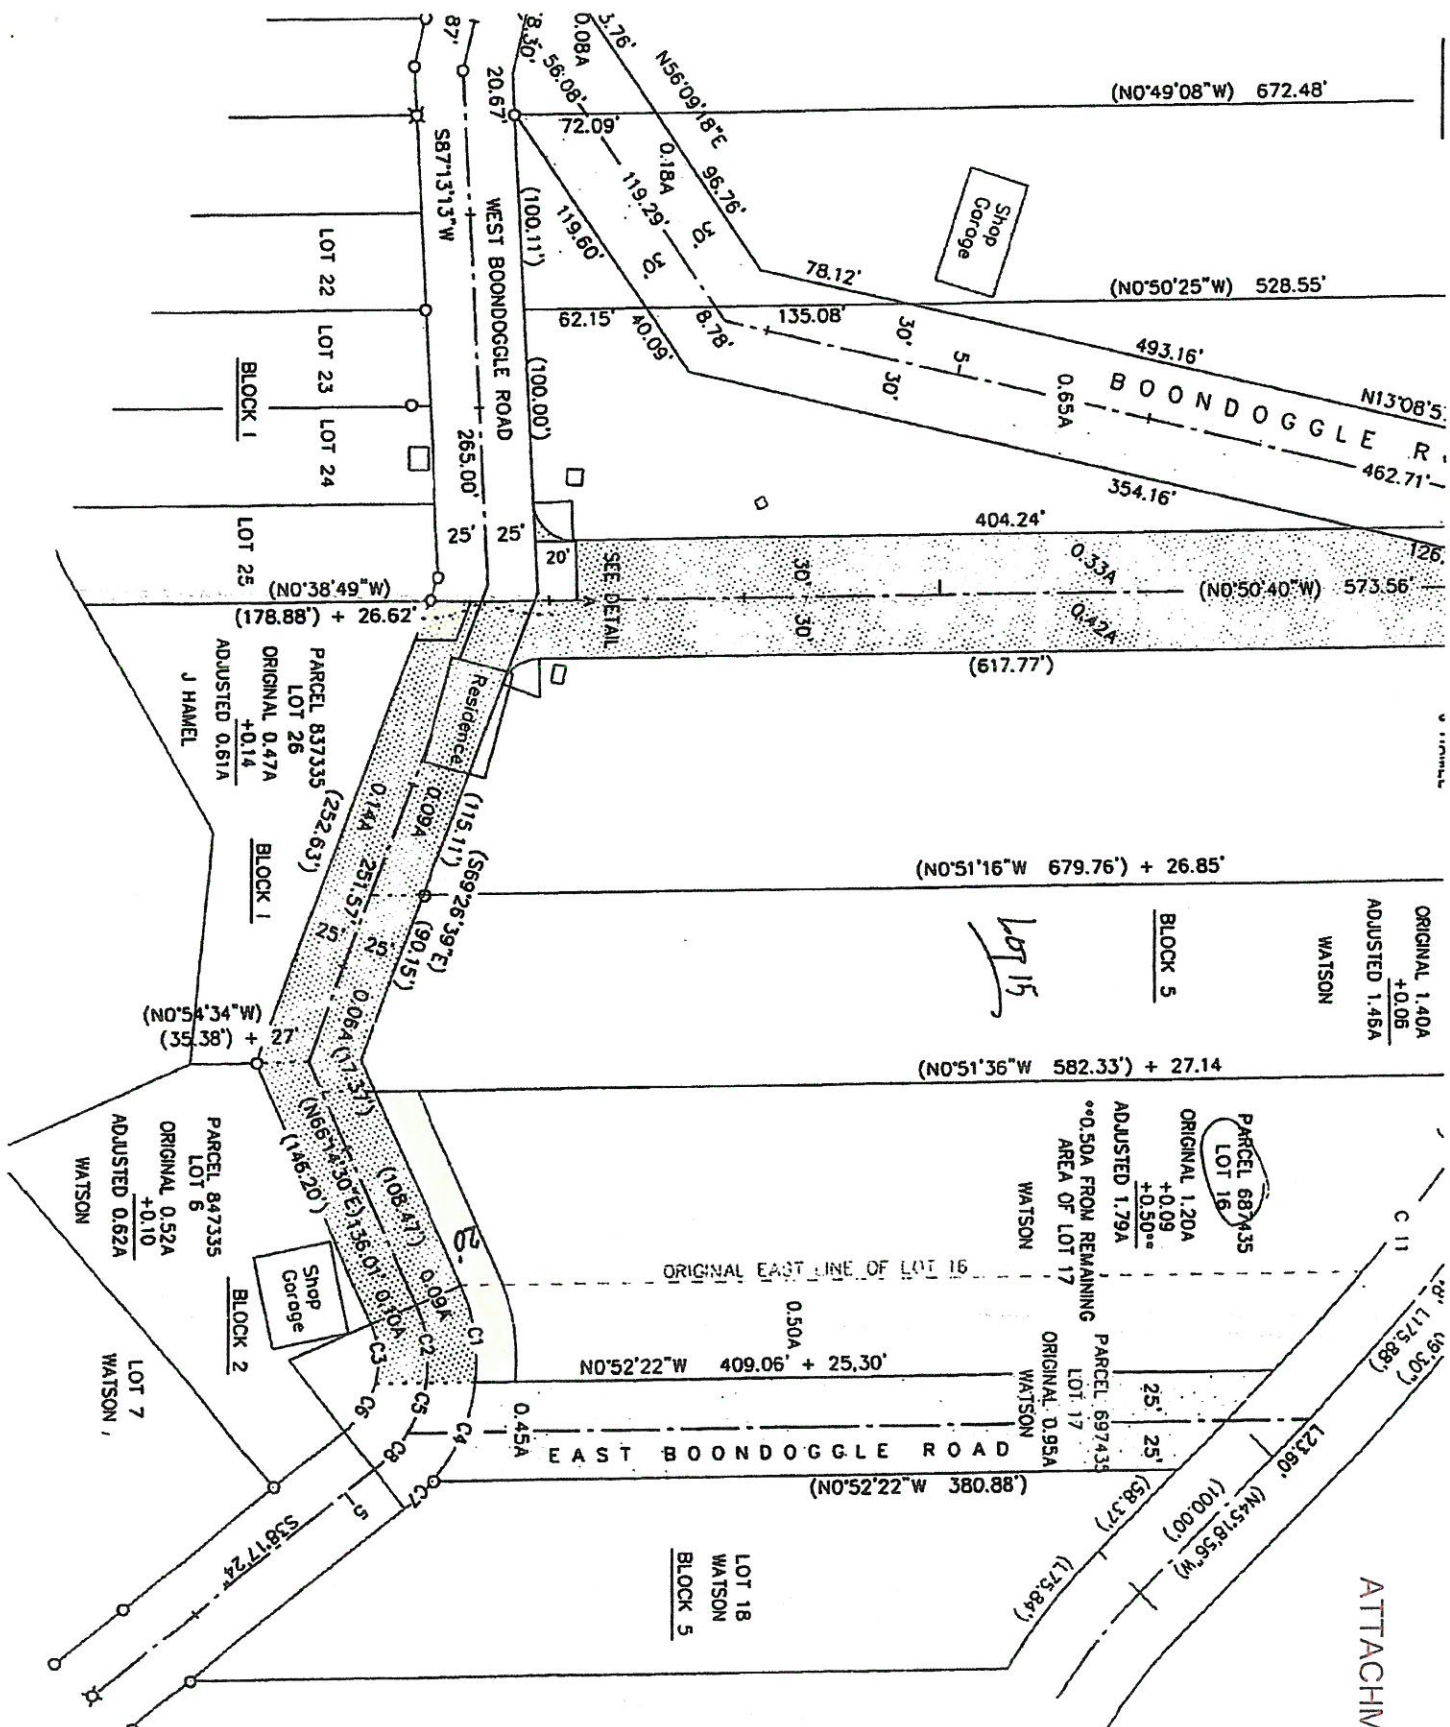 87'
8.30'
0.08A
3.76'
56.08'
20.67'
72.09'
N56°09'18"E
0.18A
96.76'
119.29'
30'
30'
119.60'
(N0°49'08"W) 672.48'
Shop
Garage
78.12'
(N0°50'25"W) 528.55'
62.15'
40.09'
8.78'
135.08'
30'
30'
5
493.16'
0.65A
BOONDOGGLE R
N13°08'5
462.71'
354.16'
126.
S87°13'13"W
WEST BOONDOGGLE ROAD
(100.11')
(100.00')
265.00'
25'
25'
20'
LOT 22
LOT 23
LOT 24
BLOCK 1
LOT 25
404.24'
SEE DETAIL
A
30'
30'
0.33A
0.42A
(N0°50'40"W) 573.56'
(617.77')
(N0°38'49"W)
(178.88') + 26.62'
PARCEL 837335
LOT 26
ORIGINAL 0.47A
+0.14
ADJUSTED 0.61A
J HAMEL
BLOCK 1
Residence
(252.63')
0.14A
251.57'
0.09A
(115.11')
(S69°26'39"E)
(90.15')
25'
25'
0.06A
(17.37')
(N0°51'16"W 679.76') + 26.85'
ORIGINAL 1.40A
+0.06
ADJUSTED 1.46A
WATSON
BLOCK 5
LOT 15
(N0°54'34"W)
(35.38') + 27'
(N0°51'36"W 582.33') + 27.14
PARCEL 687435
LOT 16
ORIGINAL 1.20A
+0.09
+0.50**
ADJUSTED 1.79A
**0.50A FROM REMAINING
AREA OF LOT 17
WATSON
PARCEL 847335
LOT 6
ORIGINAL 0.52A
+0.10
ADJUSTED 0.62A
WATSON
BLOCK 2
Shop
Garage
(N66°14'30"E)
136.01'
(146.20')
(108.47')
20'
0.09A
0.10A
C1
C2
C3
ORIGINAL EAST LINE OF LOT 16
0.50A
N0°52'22"W 409.06' + 25.30'
PARCEL 697435
LOT 17
ORIGINAL 0.95A
WATSON
25'
25'
0.45A
EAST BOONDOGGLE ROAD
(N0°52'22"W 380.88')
C4
C5
C6
C7
C8
5
S38°17'24"
LOT 7
WATSON
LOT 18
WATSON
BLOCK 5
C 11
L175.88')
09'30")
L23.60'
(N45°18'56"W)
(100.00')
(58.37')
(L75.84')
ATTACHM